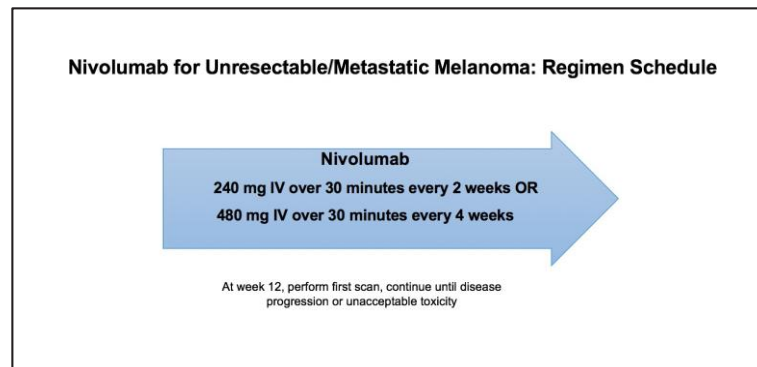 Nivolumab for Unresectable/Metastatic Melanoma: Regimen Schedule
Nivolumab
240 mg IV over 30 minutes every 2 weeks OR
480 mg IV over 30 minutes every 4 weeks
At week 12, perform first scan, continue until disease
progression or unacceptable toxicity